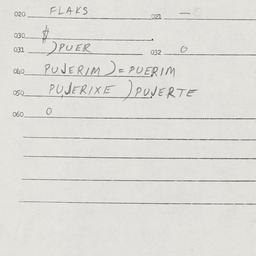 020 FLAKS 021 —
030
031 )PUER 032 0
040 PUJERIM )=PUERIM
050 PUJERIXE )PUJERTE
060 0